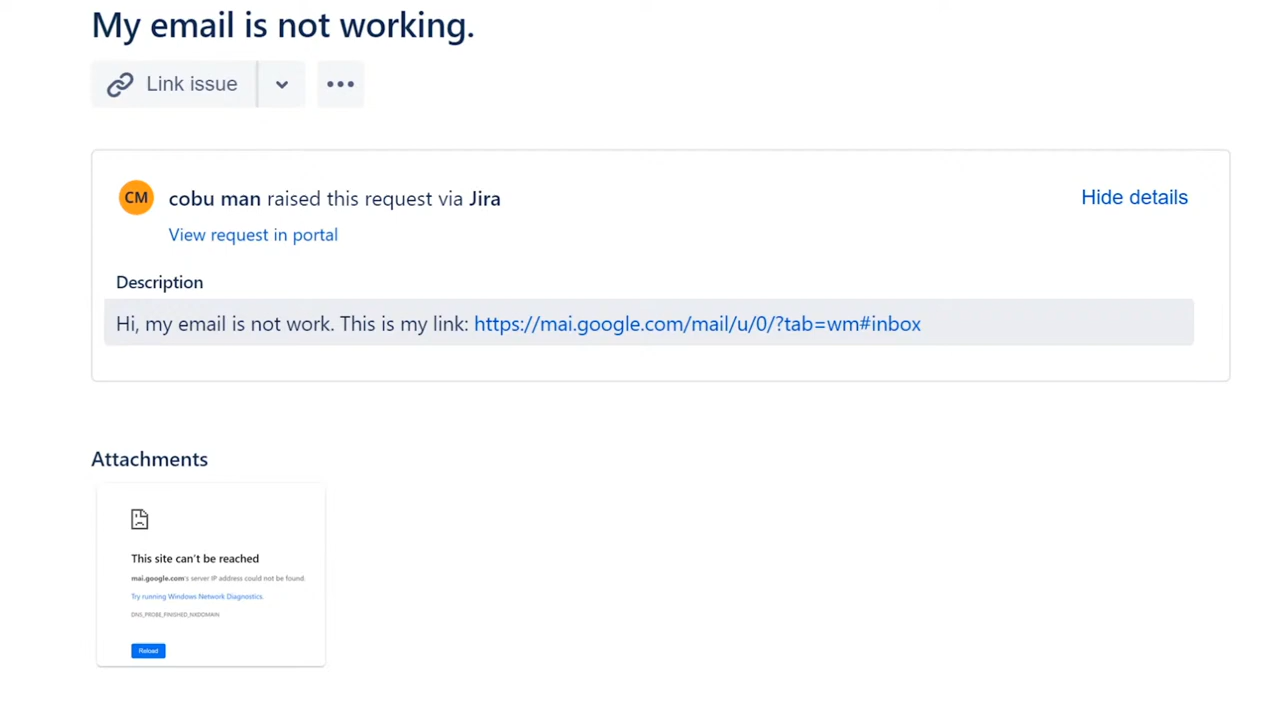 My email is not working.
Link issue
CM
cobu man raised this request via Jira
Hide details
View request in portal
Description
Hi, my email is not work. This is my link: https://mai.google.com/mail/u/0/?tab=wm#inbox
Attachments
This site can't be reached
mai.google.com's server IP address could not be found.
Try running Windows Network Diagnostics.
DNS_PROBE_FINISHED_NXDOMAIN
Reload